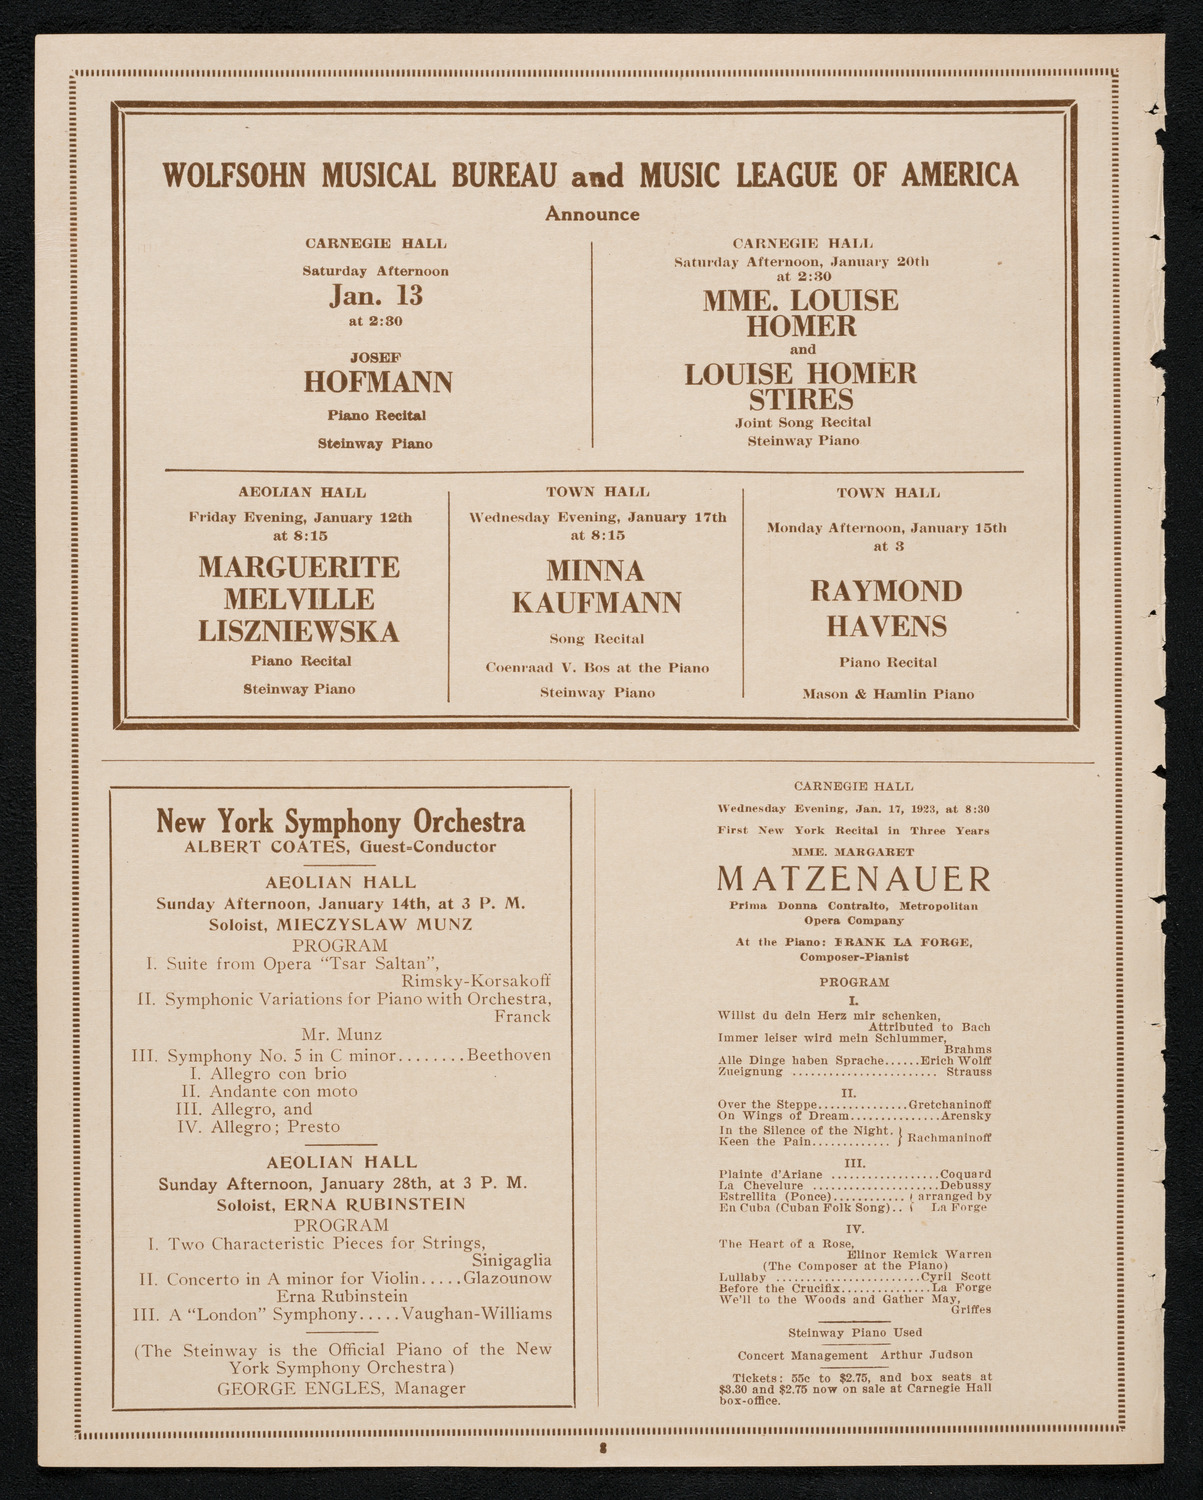 WOLFSOHN MUSICAL BUREAU and MUSIC LEAGUE OF AMERICA
Announce
CARNEGIE HALL
Saturday Afternoon
Jan. 13
at 2:30
JOSEF
HOFMANN
Piano Recital
Steinway Piano
CARNEGIE HALL
Saturday Afternoon, January 20th
at 2:30
MME. LOUISE
HOMER
and
LOUISE HOMER
STIRES
Joint Song Recital
Steinway Piano
AEOLIAN HALL
Friday Evening, January 12th
at 8:15
MARGUERITE
MELVILLE
LISZNIEWSKA
Piano Recital
Steinway Piano
TOWN HALL
Wednesday Evening, January 17th
at 8:15
MINNA
KAUFMANN
Song Recital
Coenraad V. Bos at the Piano
Steinway Piano
TOWN HALL
Monday Afternoon, January 15th
at 3
RAYMOND
HAVENS
Piano Recital
Mason & Hamlin Piano
New York Symphony Orchestra
ALBERT COATES, Guest=Conductor
AEOLIAN HALL
Sunday Afternoon, January 14th, at 3 P. M.
Soloist, MIECZYSLAW MUNZ
PROGRAM
I. Suite from Opera “Tsar Saltan”,
Rimsky-Korsakoff
II. Symphonic Variations for Piano with Orchestra,
Franck
Mr. Munz
III. Symphony No. 5 in C minor........Beethoven
I. Allegro con brio
II. Andante con moto
III. Allegro, and
IV. Allegro; Presto
AEOLIAN HALL
Sunday Afternoon, January 28th, at 3 P. M.
Soloist, ERNA RUBINSTEIN
PROGRAM
I. Two Characteristic Pieces for Strings,
Sinigaglia
II. Concerto in A minor for Violin.....Glazounow
Erna Rubinstein
III. A “London” Symphony.....Vaughan-Williams
(The Steinway is the Official Piano of the New
York Symphony Orchestra)
GEORGE ENGLES, Manager
CARNEGIE HALL
Wednesday Evening, Jan. 17, 1923, at 8:30
First New York Recital in Three Years
MME. MARGARET
MATZENAUER
Prima Donna Contralto, Metropolitan
Opera Company
At the Piano: FRANK LA FORGE,
Composer-Pianist
PROGRAM
I.
Willst du dein Herz mir schenken,
Attributed to Bach
Immer leiser wird mein Schlummer,
Brahms
Alle Dinge haben Sprache......Erich Wolff
Zueignung ....................... Strauss
II.
Over the Steppe...............Gretchaninoff
On Wings of Dream...............Arensky
In the Silence of the Night. }
Keen the Pain............. } Rachmaninoff
III.
Plainte d'Ariane ..................Coquard
La Chevelure .....................Debussy
Estrellita (Ponce)............ { arranged by
En Cuba (Cuban Folk Song).. { La Forge
IV.
The Heart of a Rose,
Elinor Remick Warren
(The Composer at the Piano)
Lullaby ........................Cyril Scott
Before the Crucifix...............La Forge
We'll to the Woods and Gather May,
Griffes
Steinway Piano Used
Concert Management Arthur Judson
Tickets: 55c to $2.75, and box seats at
$3.30 and $2.75 now on sale at Carnegie Hall
box-office.
8